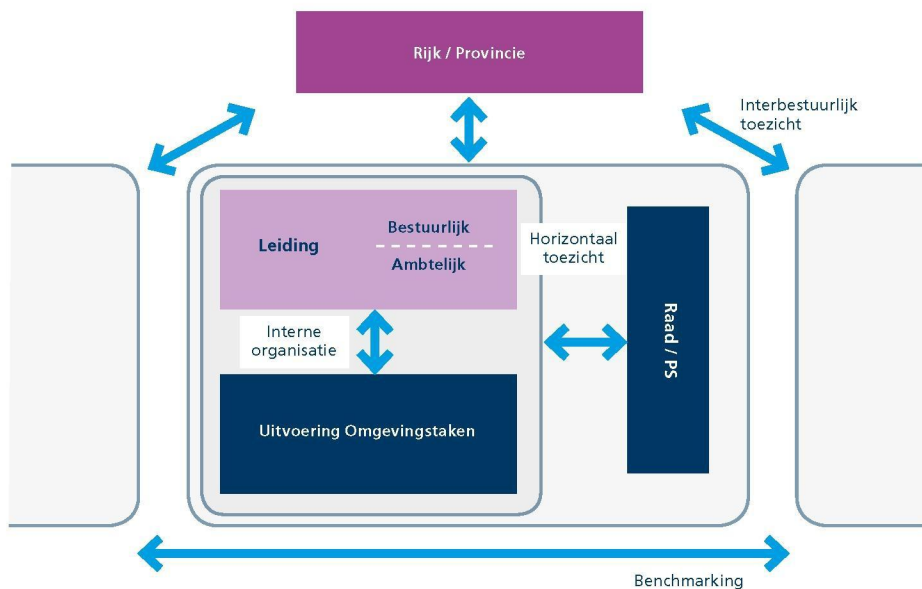 Rijk / Provincie
Interbestuurlijk
toezicht
Leiding
Bestuurlijk
Ambtelijk
Horizontaal
toezicht
Interne
organisatie
Raad / PS
Uitvoering Omgevingstaken
Benchmarking